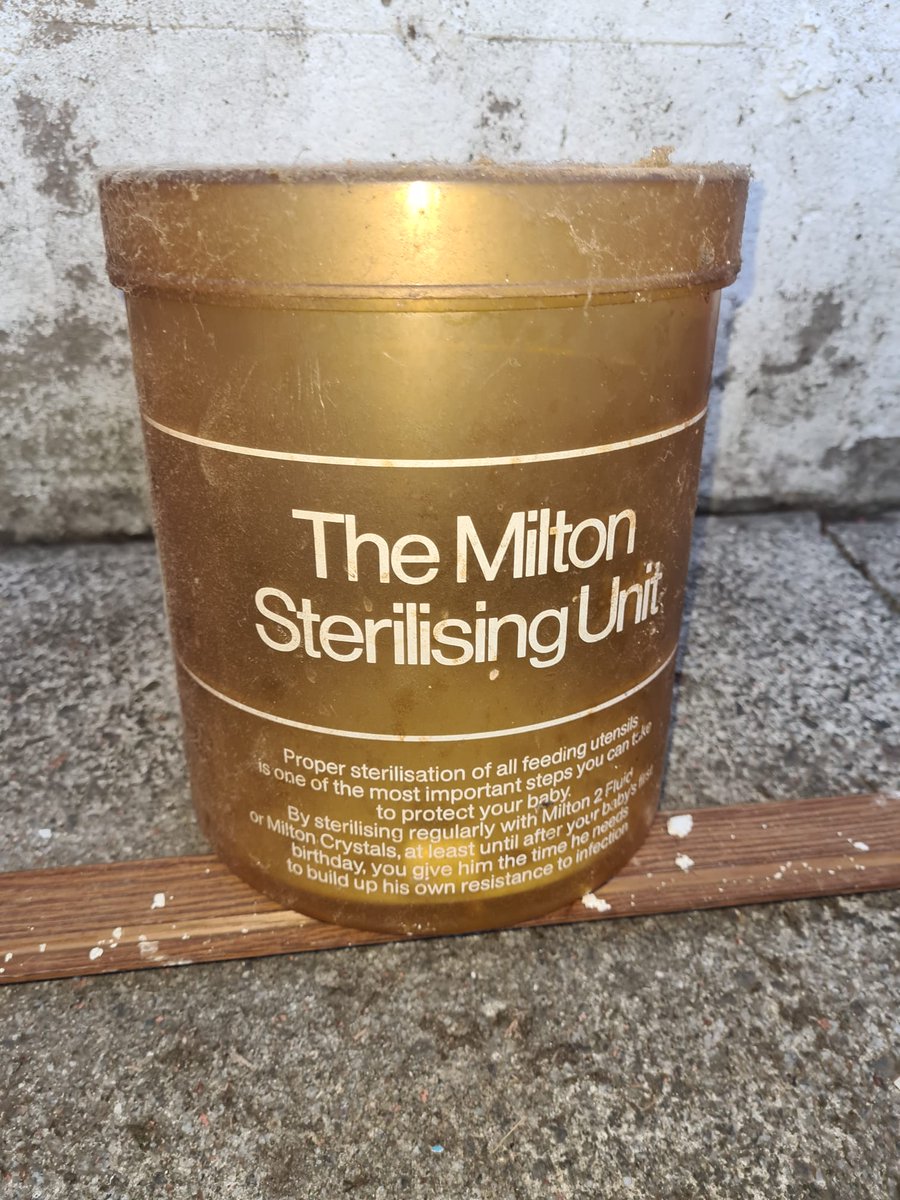 The Milton
Sterilising Unit
Proper sterilisation of all feeding utensils
is one of the most important steps you can take
to protect your baby.
By sterilising regularly with Milton 2 Fluid
or Milton Crystals, at least until after your baby's first
birthday, you give him the time he needs
to build up his own resistance to infection